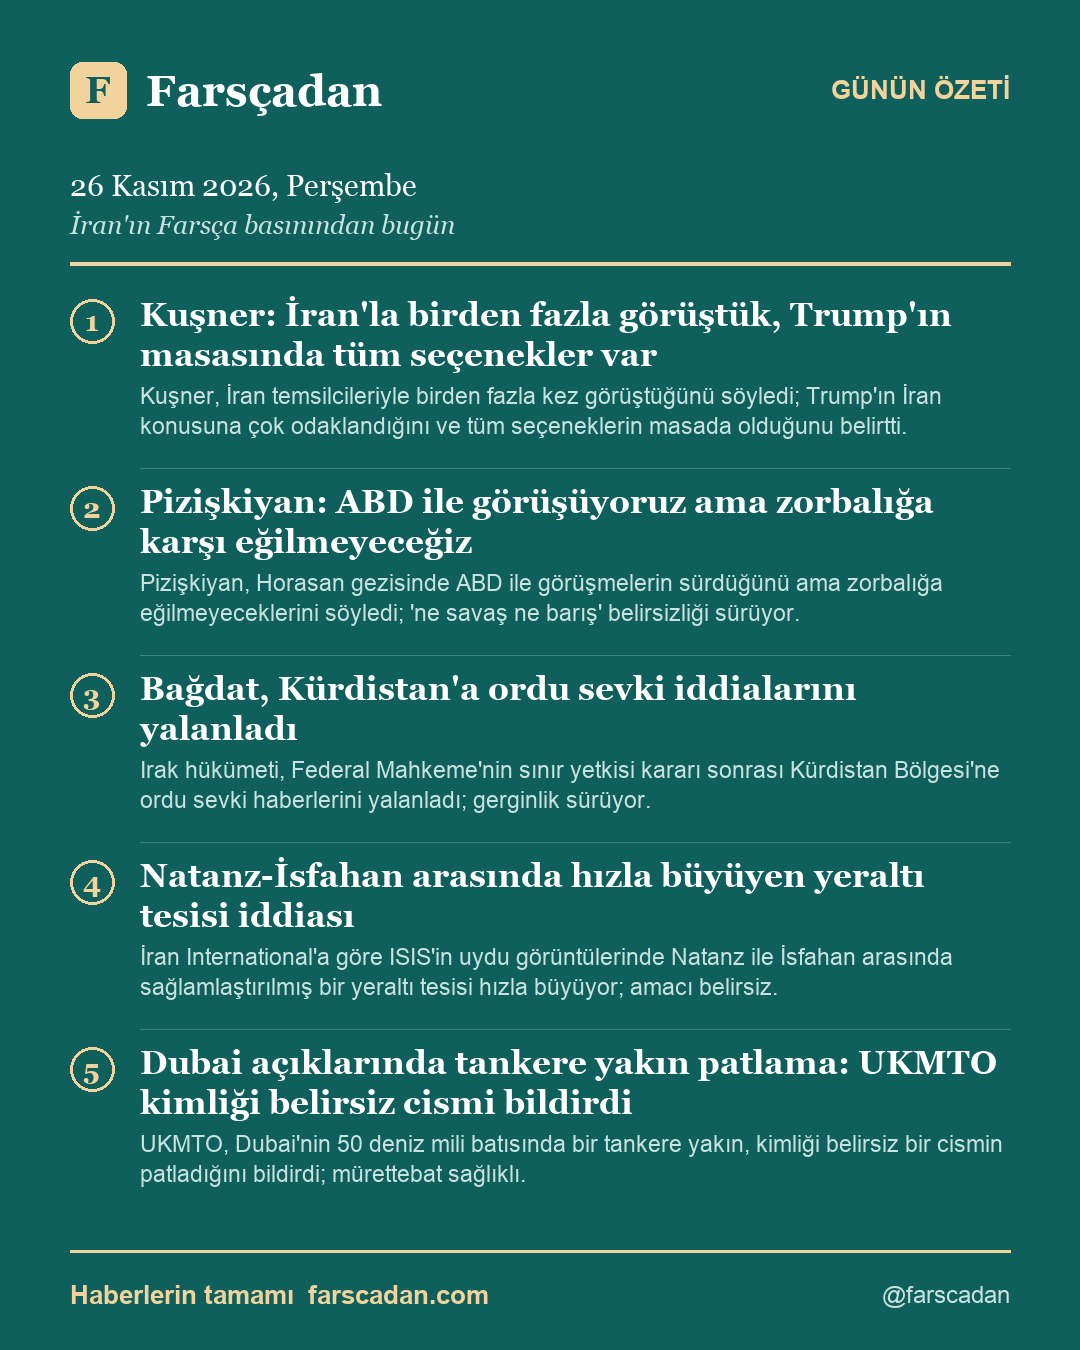 F Farsçadan
GÜNÜN ÖZETİ
26 Kasım 2026, Perşembe
İran'ın Farsça basınından bugün
1
Kuşner: İran'la birden fazla görüştük, Trump'ın
masasında tüm seçenekler var
Kuşner, İran temsilcileriyle birden fazla kez görüştüğünü söyledi; Trump'ın İran
konusuna çok odaklandığını ve tüm seçeneklerin masada olduğunu belirtti.
2
Pizişkiyan: ABD ile görüşüyoruz ama zorbalığa
karşı eğilmeyeceğiz
Pizişkiyan, Horasan gezisinde ABD ile görüşmelerin sürdüğünü ama zorbalığa
eğilmeyeceklerini söyledi; 'ne savaş ne barış' belirsizliği sürüyor.
3
Bağdat, Kürdistan'a ordu sevki iddialarını
yalanladı
Irak hükümeti, Federal Mahkeme'nin sınır yetkisi kararı sonrası Kürdistan Bölgesi'ne
ordu sevki haberlerini yalanladı; gerginlik sürüyor.
4
Natanz-İsfahan arasında hızla büyüyen yeraltı
tesisi iddiası
İran International'a göre ISIS'in uydu görüntülerinde Natanz ile İsfahan arasında
sağlamlaştırılmış bir yeraltı tesisi hızla büyüyor; amacı belirsiz.
5
Dubai açıklarında tankere yakın patlama: UKMTO
kimliği belirsiz cismi bildirdi
UKMTO, Dubai'nin 50 deniz mili batısında bir tankere yakın, kimliği belirsiz bir cismin
patladığını bildirdi; mürettebat sağlıklı.
Haberlerin tamamı farscadan.com
@farscadan